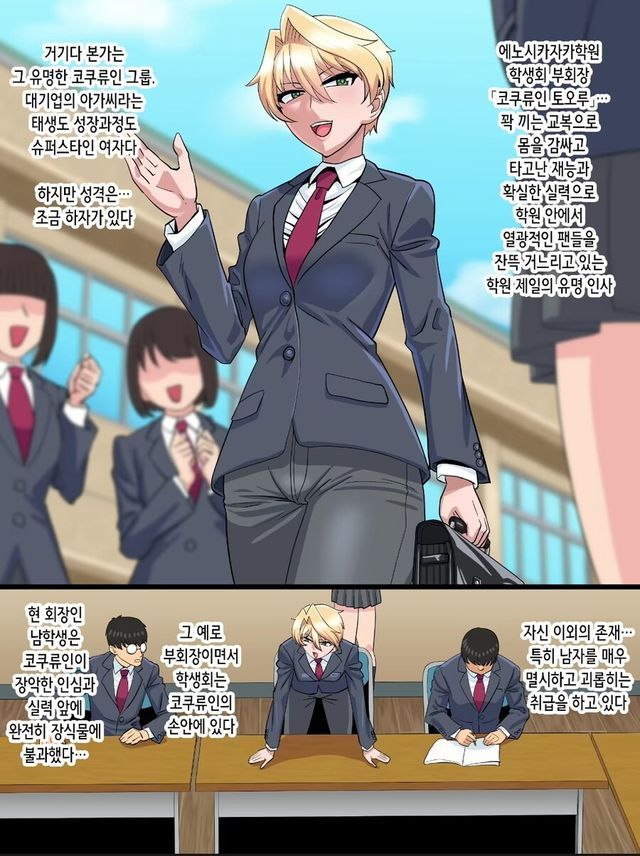 에노시카자카학원
학생회 부회장
「코쿠류인 토오루」…
꽉 끼는 교복으로
몸을 감싸고
타고난 재능과
확실한 실력으로
학원 안에서
열광적인 팬들을
잔뜩 거느리고 있는
학원 제일의 유명 인사
거기다 본가는
그 유명한 코쿠류인 그룹.
대기업의 아가씨라는
태생도 성장과정도
슈퍼스타인 여자다
하지만 성격은…
조금 하자가 있다
자신 이외의 존재…
특히 남자를 매우
멸시하고 괴롭히는
취급을 하고 있다
그 예로
부회장이면서
학생회는
코쿠류인의
손안에 있다
현 회장인
남학생은
코쿠류인이
장악한 인심과
실력 앞에
완전히 장식물에
불과했다…